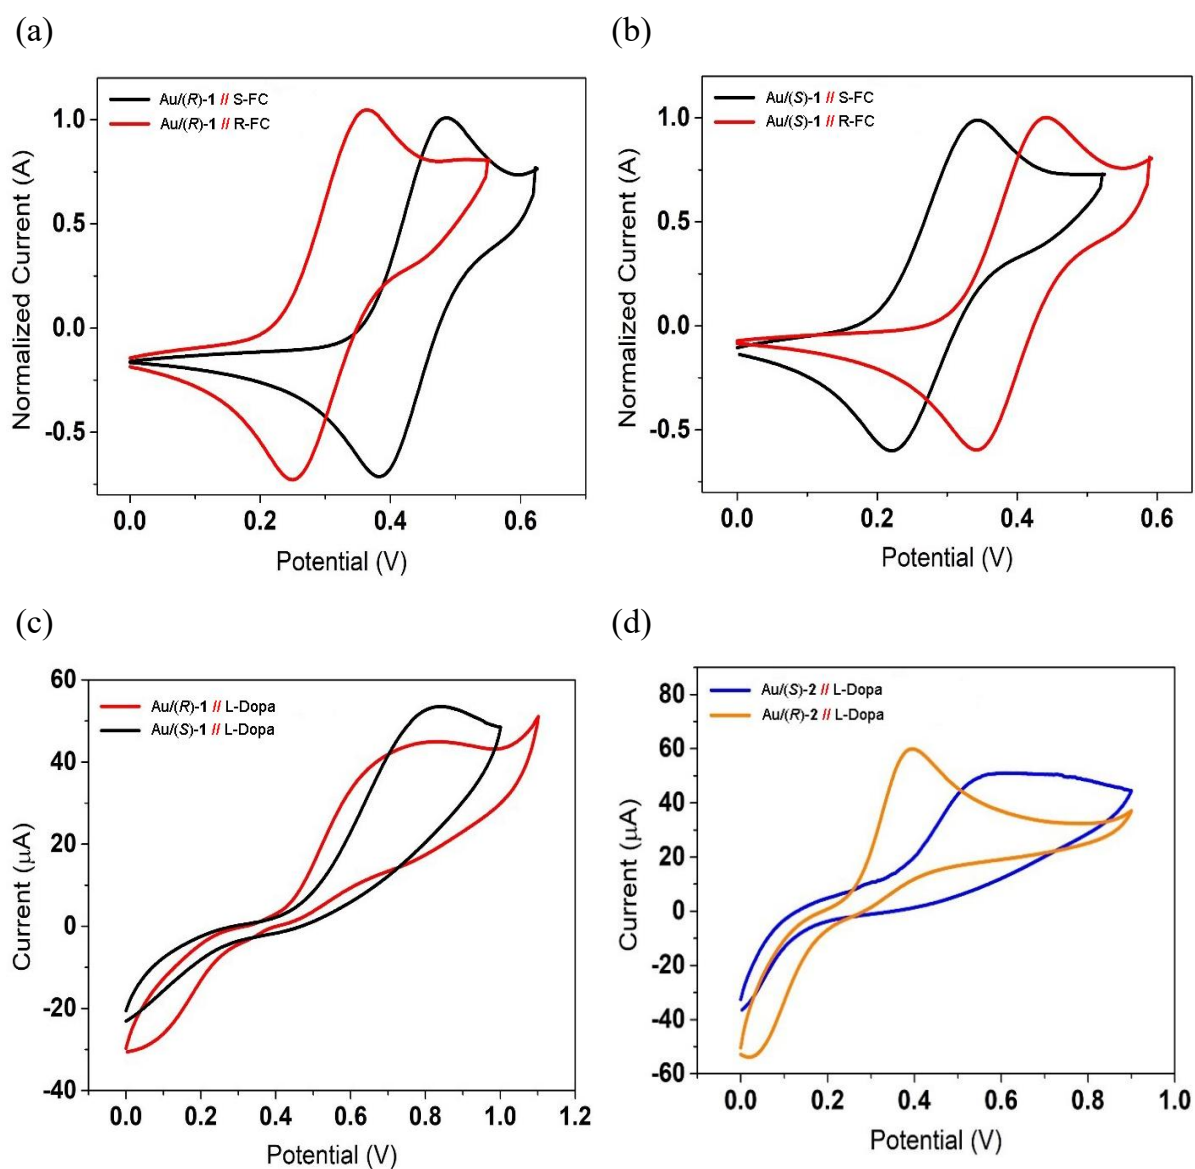 (a)
Au/(R)-1 // S-FC
Au/(R)-1 // R-FC
1.0
0.5
0.0
-0.5
Normalized Current (A)
0.0 0.2 0.4 0.6
Potential (V)
(b)
Au/(S)-1 // S-FC
Au/(S)-1 // R-FC
1.0
0.5
0.0
-0.5
Normalized Current (A)
0.0 0.2 0.4 0.6
Potential (V)
(c)
Au/(R)-1 // L-Dopa
Au/(S)-1 // L-Dopa
60
40
20
0
-20
-40
Current (μA)
0.0 0.2 0.4 0.6 0.8 1.0 1.2
Potential (V)
(d)
Au/(S)-2 // L-Dopa
Au/(R)-2 // L-Dopa
80
60
40
20
0
-20
-40
-60
Current (μA)
0.0 0.2 0.4 0.6 0.8 1.0
Potential (V)